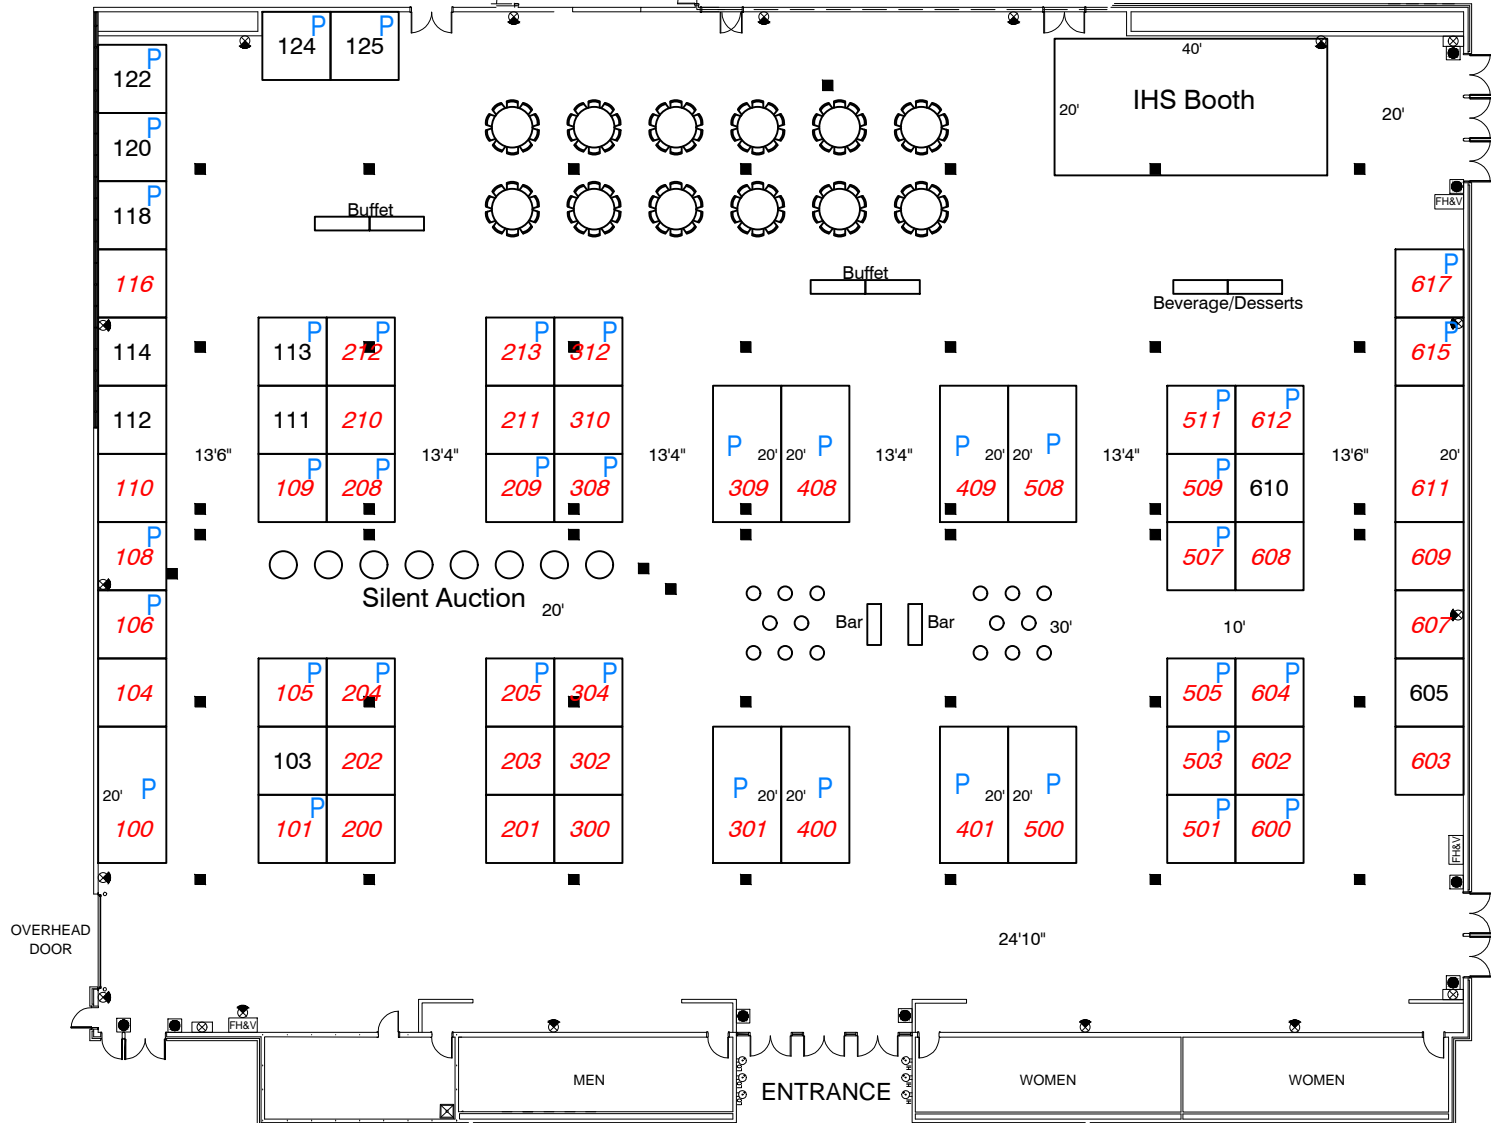 P
P
124
125
40'
P
122
20'
IHS Booth
20'
P
120
P
118
Buffet
FH&V
116
Buffet
Beverage/Desserts
P
617
114
P
113
P
212
P
213
P
312
P
615
112
111
210
211
310
P
511
P
612
13'6"
13'4"
13'4"
P
20'
20'
P
13'4"
P
20'
20'
P
13'4"
13'6"
20'
110
P
109
P
208
P
209
P
308
309
408
409
508
P
509
610
611
P
108
P
507
608
609
Silent Auction
20'
P
106
Bar
Bar
30'
10'
607
104
P
105
P
204
P
205
P
304
P
505
P
604
605
103
202
203
302
P
503
602
603
20'
P
P
20'
20'
P
P
20'
20'
P
100
P
101
200
201
300
301
400
401
500
P
501
P
600
FH&V
OVERHEAD
DOOR
24'10"
FH&V
MEN
ENTRANCE
WOMEN
WOMEN